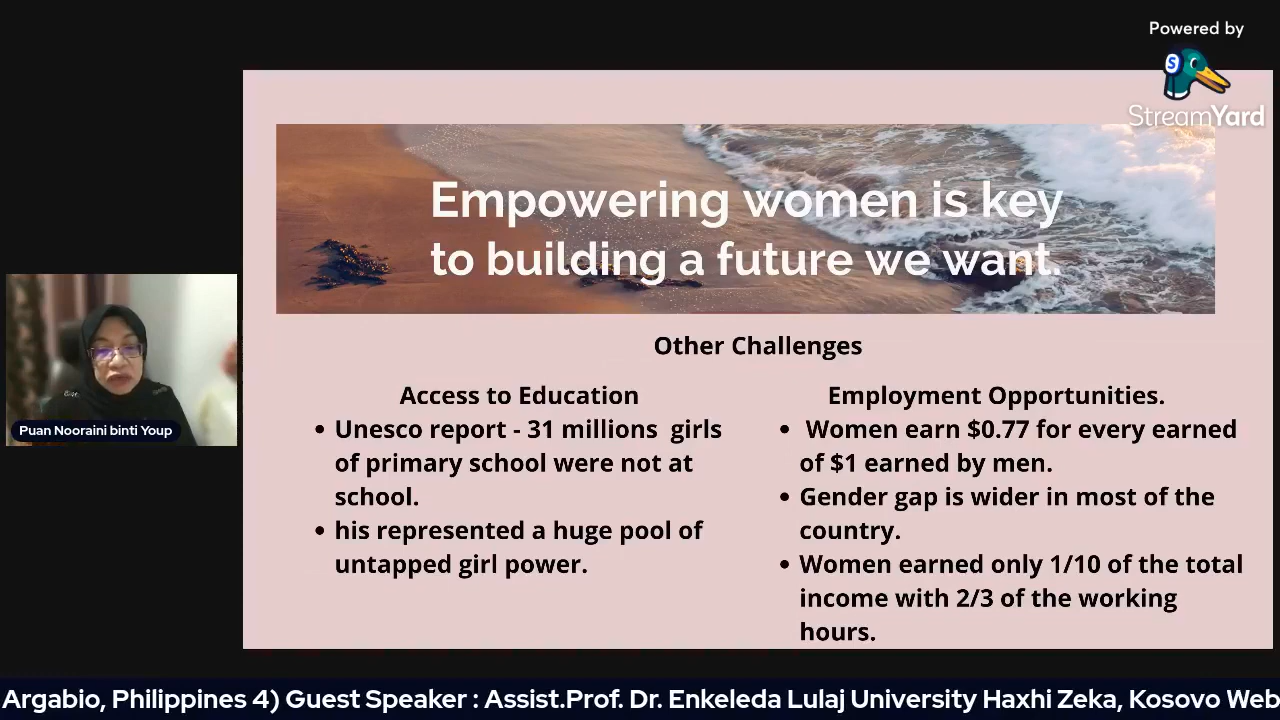 Powered by
StreamYard
Empowering women is key
to building a future we want.
Other Challenges
Access to Education
• Unesco report - 31 millions girls
of primary school were not at
school.
• his represented a huge pool of
untapped girl power.
Employment Opportunities.
• Women earn $0.77 for every earned
of $1 earned by men.
• Gender gap is wider in most of the
country.
• Women earned only 1/10 of the total
income with 2/3 of the working
hours.
Puan Nooraini binti Youp
Argabio, Philippines 4) Guest Speaker : Assist.Prof. Dr. Enkeleda Lulaj University Haxhi Zeka, Kosovo Web